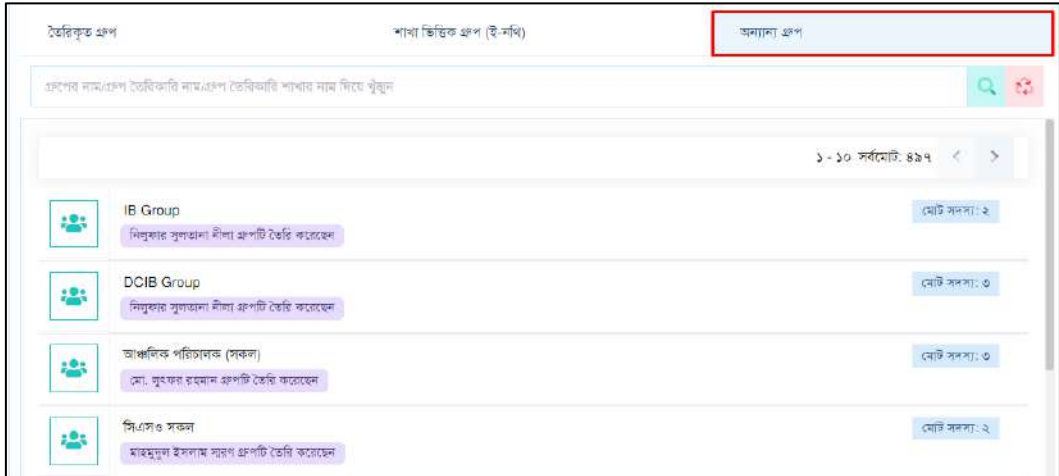 তৈরিকৃত গ্রুপ শাখা ভিত্তিক গ্রুপ (ই-নথি) অন্যান্য গ্রুপ
গ্রুপের নাম/গ্রুপ তৈরিকারি নাম/গ্রুপ তৈরিকারি শাখার নাম দিয়ে খুঁজুন
১ - ১০ সর্বমোট: ৪৯৭
IB Group মোট সদস্য: ২
নিলুফার সুলতানা নীলা গ্রুপটি তৈরি করেছেন
DCIB Group মোট সদস্য: ৩
নিলুফার সুলতানা নীলা গ্রুপটি তৈরি করেছেন
আঞ্চলিক পরিচালক (সকল) মোট সদস্য: ৩
মো. লুৎফর রহমান গ্রুপটি তৈরি করেছেন
সিএসও সকল মোট সদস্য: ২
মাহমুদুল ইসলাম স্মরণ গ্রুপটি তৈরি করেছেন